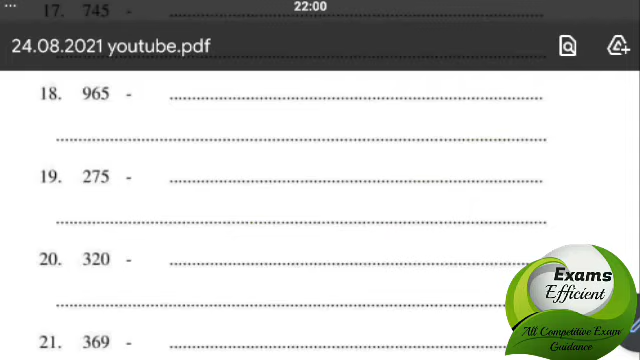 17. 745 - ....................................................................................
22:00
24.08.2021 youtube.pdf
18. 965 - ....................................................................................
....................................................................................................................
19. 275 - ....................................................................................
....................................................................................................................
20. 320 - ....................................................................................
....................................................................................................................
21. 369 - ....................................................................................
Exams
Efficient
All Competitive Exam
Guidance